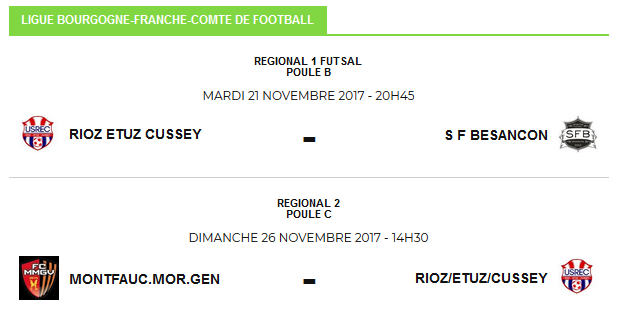 LIGUE BOURGOGNE-FRANCHE-COMTE DE FOOTBALL
REGIONAL 1 FUTSAL
POULE B
MARDI 21 NOVEMBRE 2017 - 20H45
USREC
RIOZ ETUZ CUSSEY
-
S F BESANCON
SFB
REGIONAL 2
POULE C
DIMANCHE 26 NOVEMBRE 2017 - 14H30
FC
MMGV
MONTFAUC.MOR.GEN
-
RIOZ/ETUZ/CUSSEY
USREC